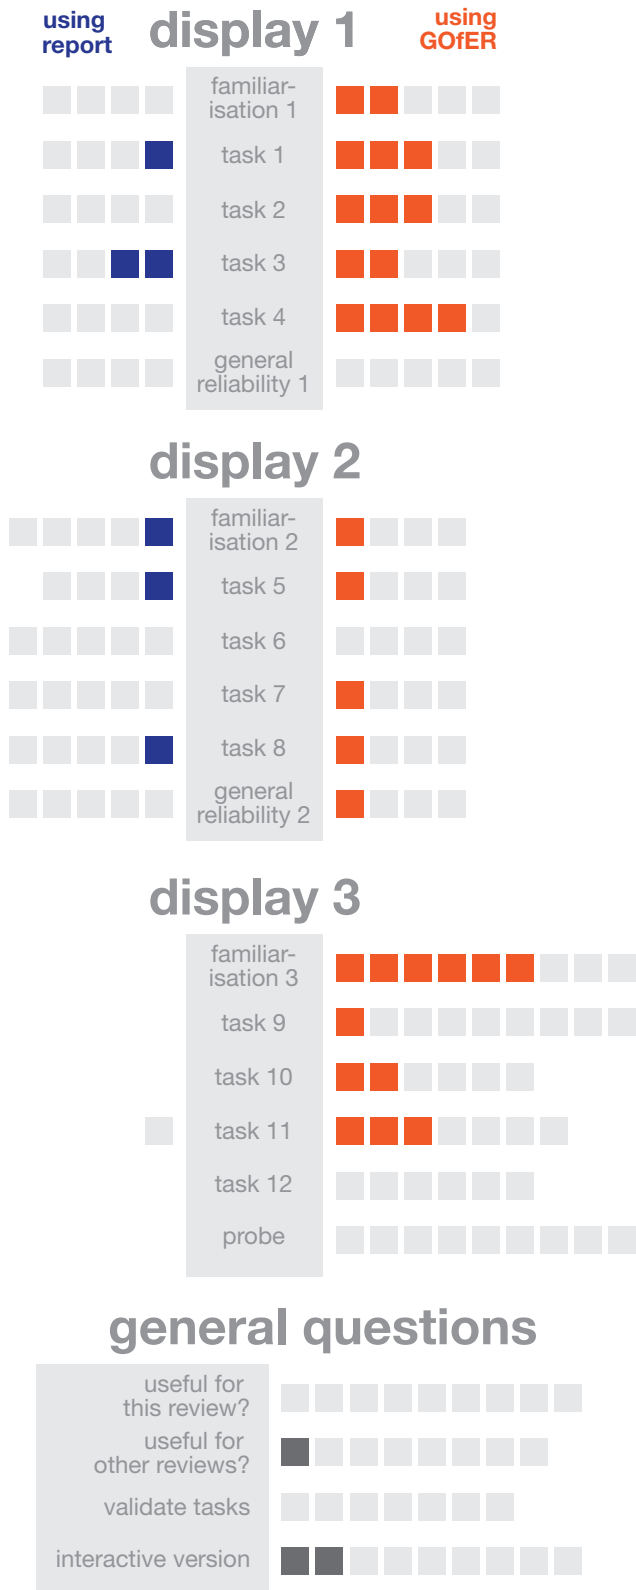 using
report
display 1
using
GOfER
familiar-
isation 1
task 1
task 2
task 3
task 4
general
reliability 1
display 2
familiar-
isation 2
task 5
task 6
task 7
task 8
general
reliability 2
display 3
familiar-
isation 3
task 9
task 10
task 11
task 12
probe
general questions
useful for
this review?
useful for
other reviews?
validate tasks
interactive version